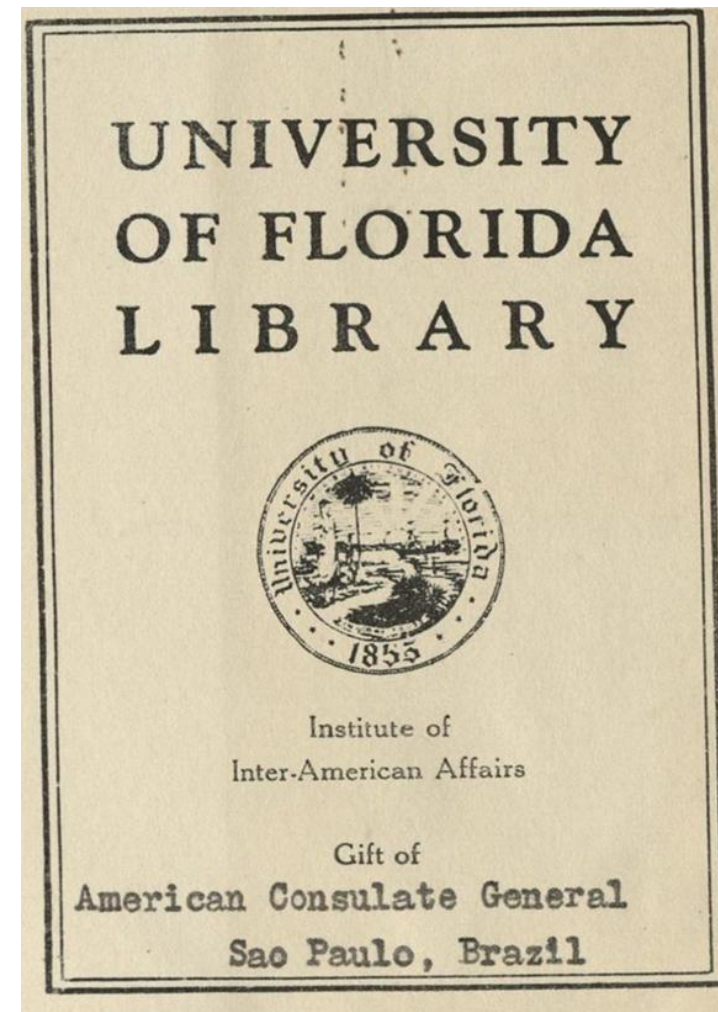 UNIVERSITY
OF FLORIDA
LIBRARY
University of Florida
1853
Institute of
Inter-American Affairs
Gift of
American Consulate General
Sao Paulo, Brazil